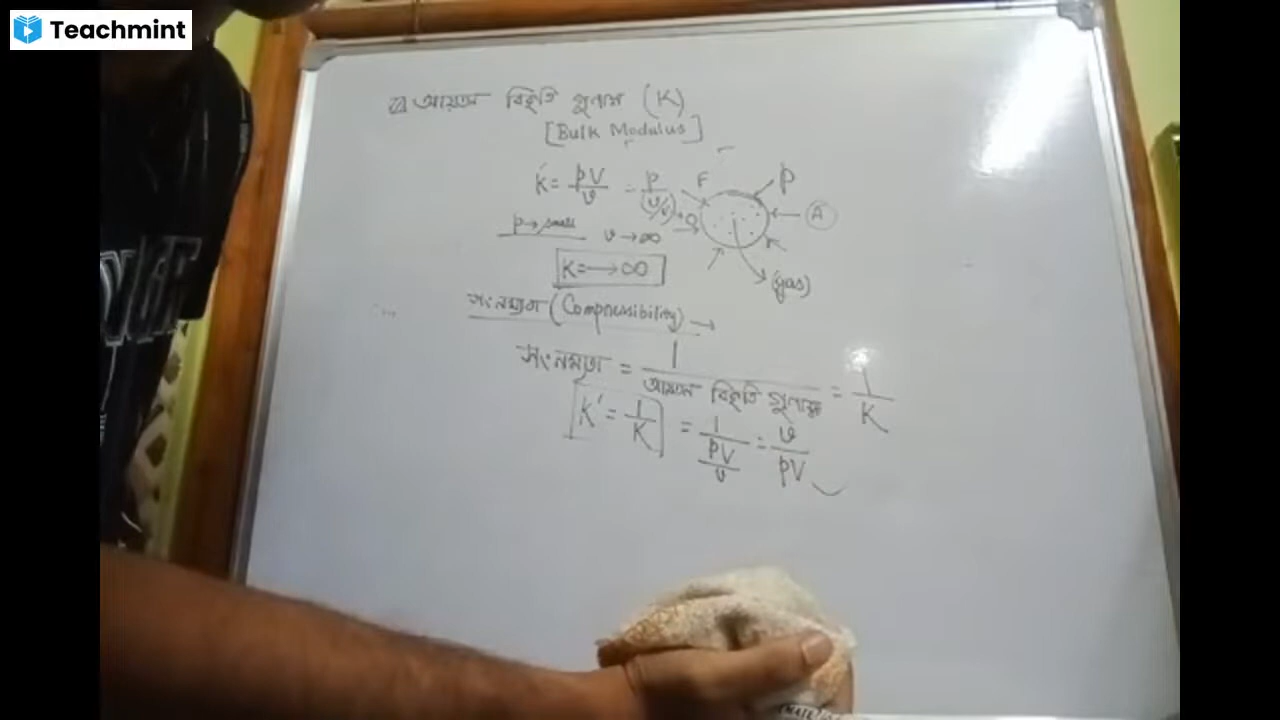 Teachmint
আয়তন বিকৃতি গুণাঙ্ক (K)
[Bulk Modulus]
K = pV/v = p/(v/V)
F P A
p → small v → ∞
(gas)
K = → ∞
সংনম্যতা (Compressibility) →
সংনম্যতা = 1/আয়তন বিকৃতি গুণাঙ্ক = 1/K
K' = 1/K = 1/(pV/v) = v/pV